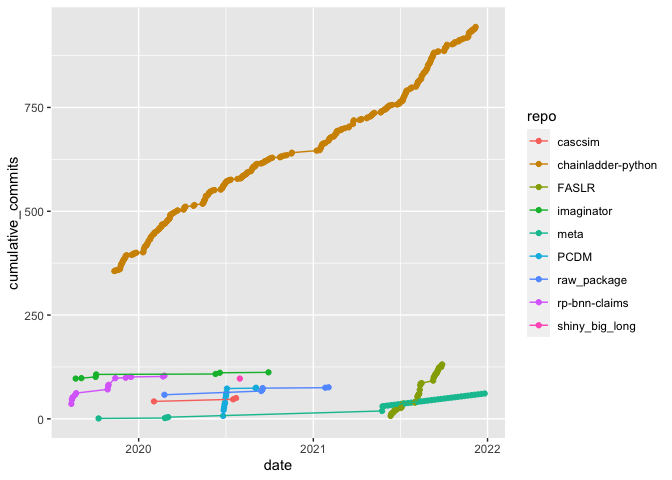 cumulative_commits
750
500
250
0
2020
2021
2022
date
repo
cascsim
chainladder-python
FASLR
imaginator
meta
PCDM
raw_package
rp-bnn-claims
shiny_big_long